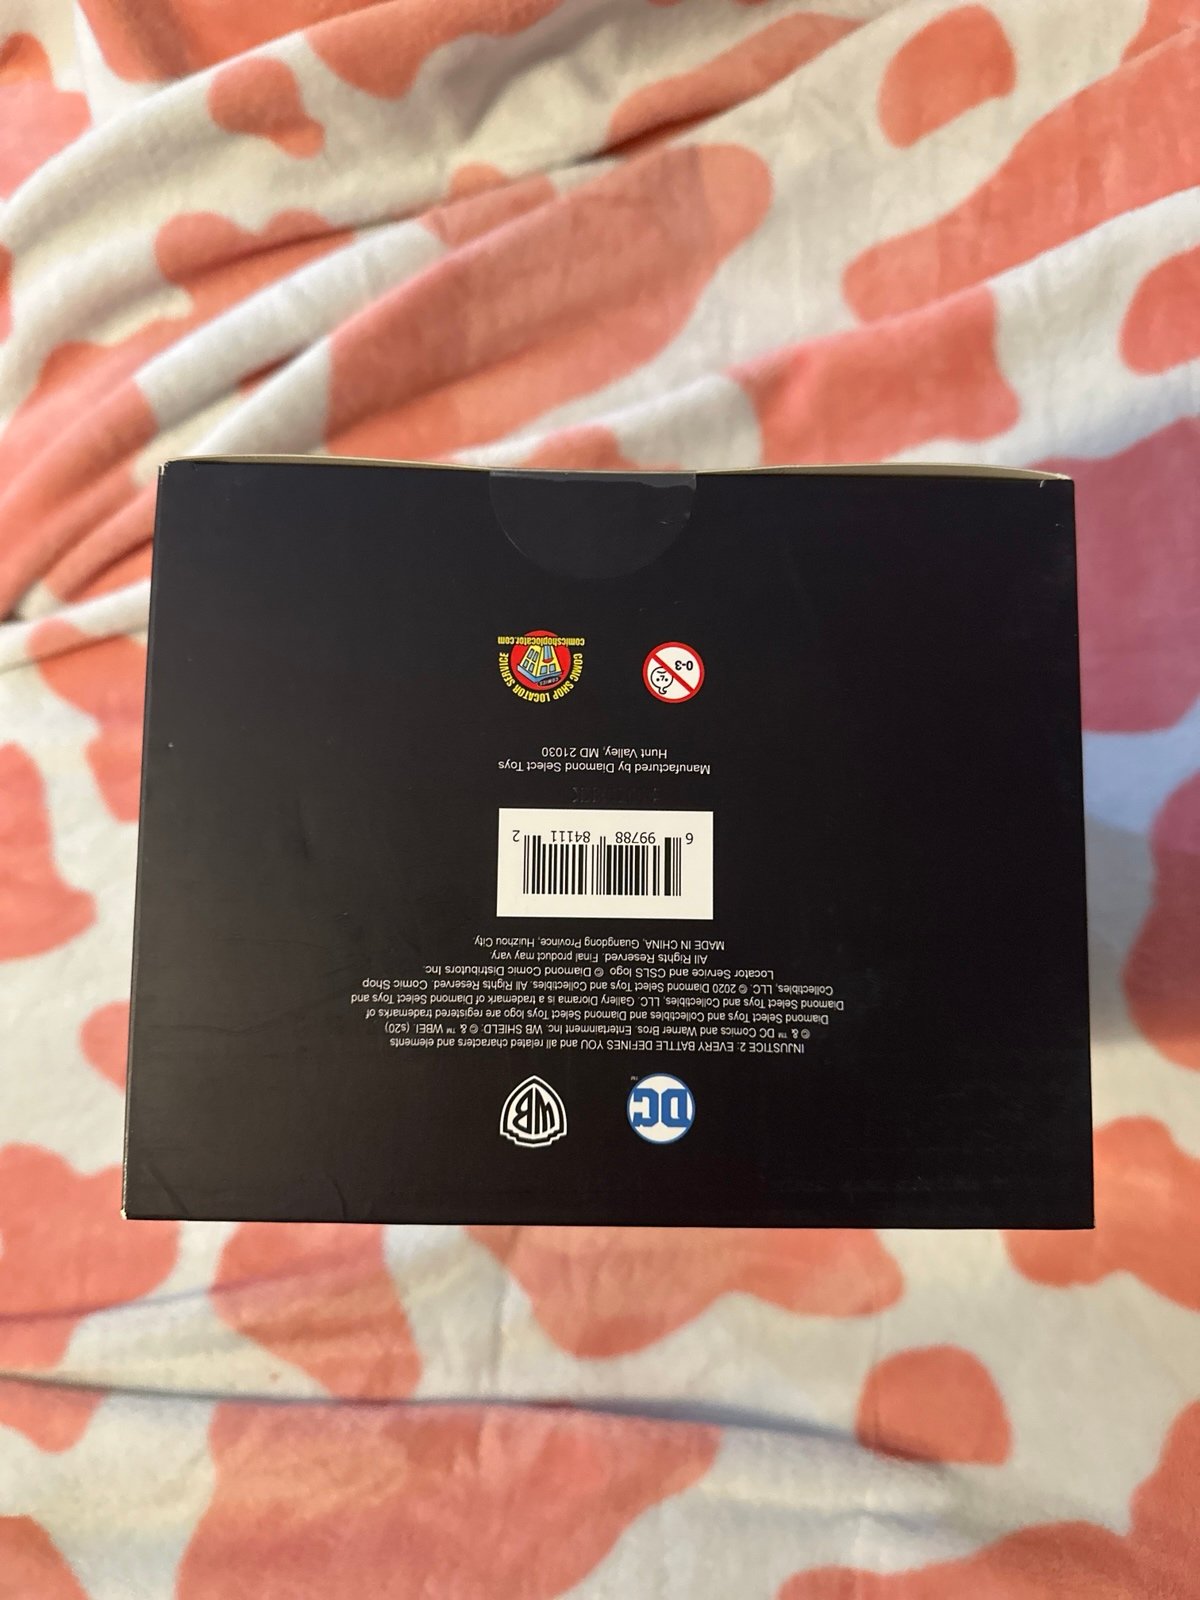 DC
TM
WB
INJUSTICE 2: EVERY BATTLE DEFINES YOU and all related characters and elements
© & ™ DC Comics and Warner Bros. Entertainment Inc. WB SHIELD: © & ™ WBEI. (s20)
Diamond Select Toys and Collectibles and Diamond Select Toys logo are registered trademarks of
Diamond Select Toys and Collectibles, LLC. Gallery Diorama is a trademark of Diamond Select Toys and
Collectibles, LLC. © 2020 Diamond Select Toys and Collectibles. All Rights Reserved. Comic Shop
Locator Service and CSLS logo © Diamond Comic Distributors Inc.
All Rights Reserved. Final product may vary.
MADE IN CHINA, Guangdong Province, Huizhou City.
6 99788 84111 2
Manufactured by Diamond Select Toys
Hunt Valley, MD 21030
0-3
COMIC SHOP LOCATOR SERVICE
COMICS
comicshoplocator.com